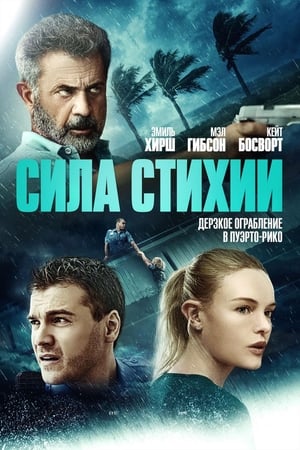 ЭМИЛЬ ХИРШ
МЭЛ ГИБСОН
КЕЙТ БОСВОРТ
СИЛА СТИХИИ
ДЕРЗКОЕ ОГРАБЛЕНИЕ
В ПУЭРТО-РИКО